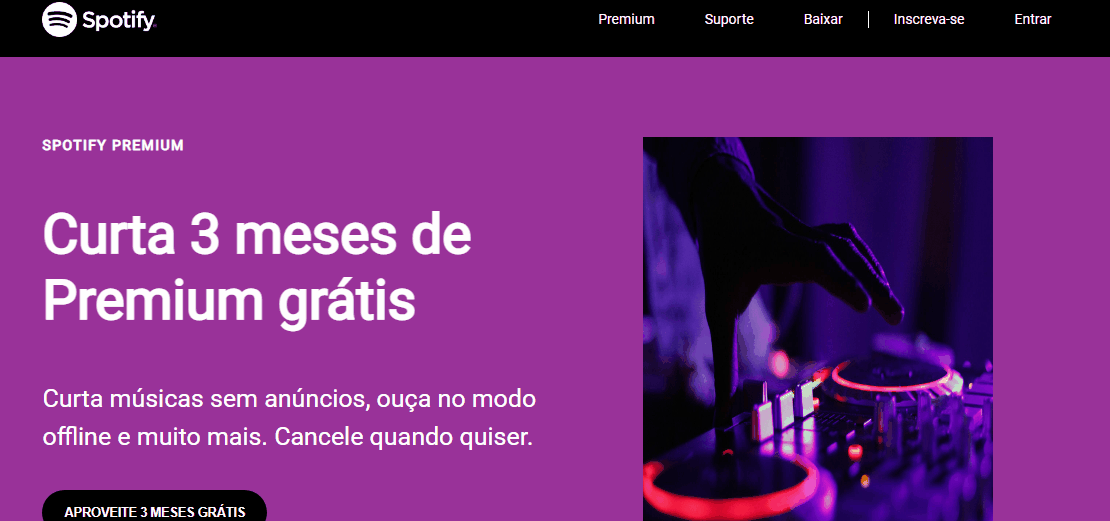 Spotify
Premium Suporte Baixar Inscreva-se Entrar
SPOTIFY PREMIUM
Curta 3 meses de
Premium grátis
Curta músicas sem anúncios, ouça no modo
offline e muito mais. Cancele quando quiser.
APROVEITE 3 MESES GRÁTIS